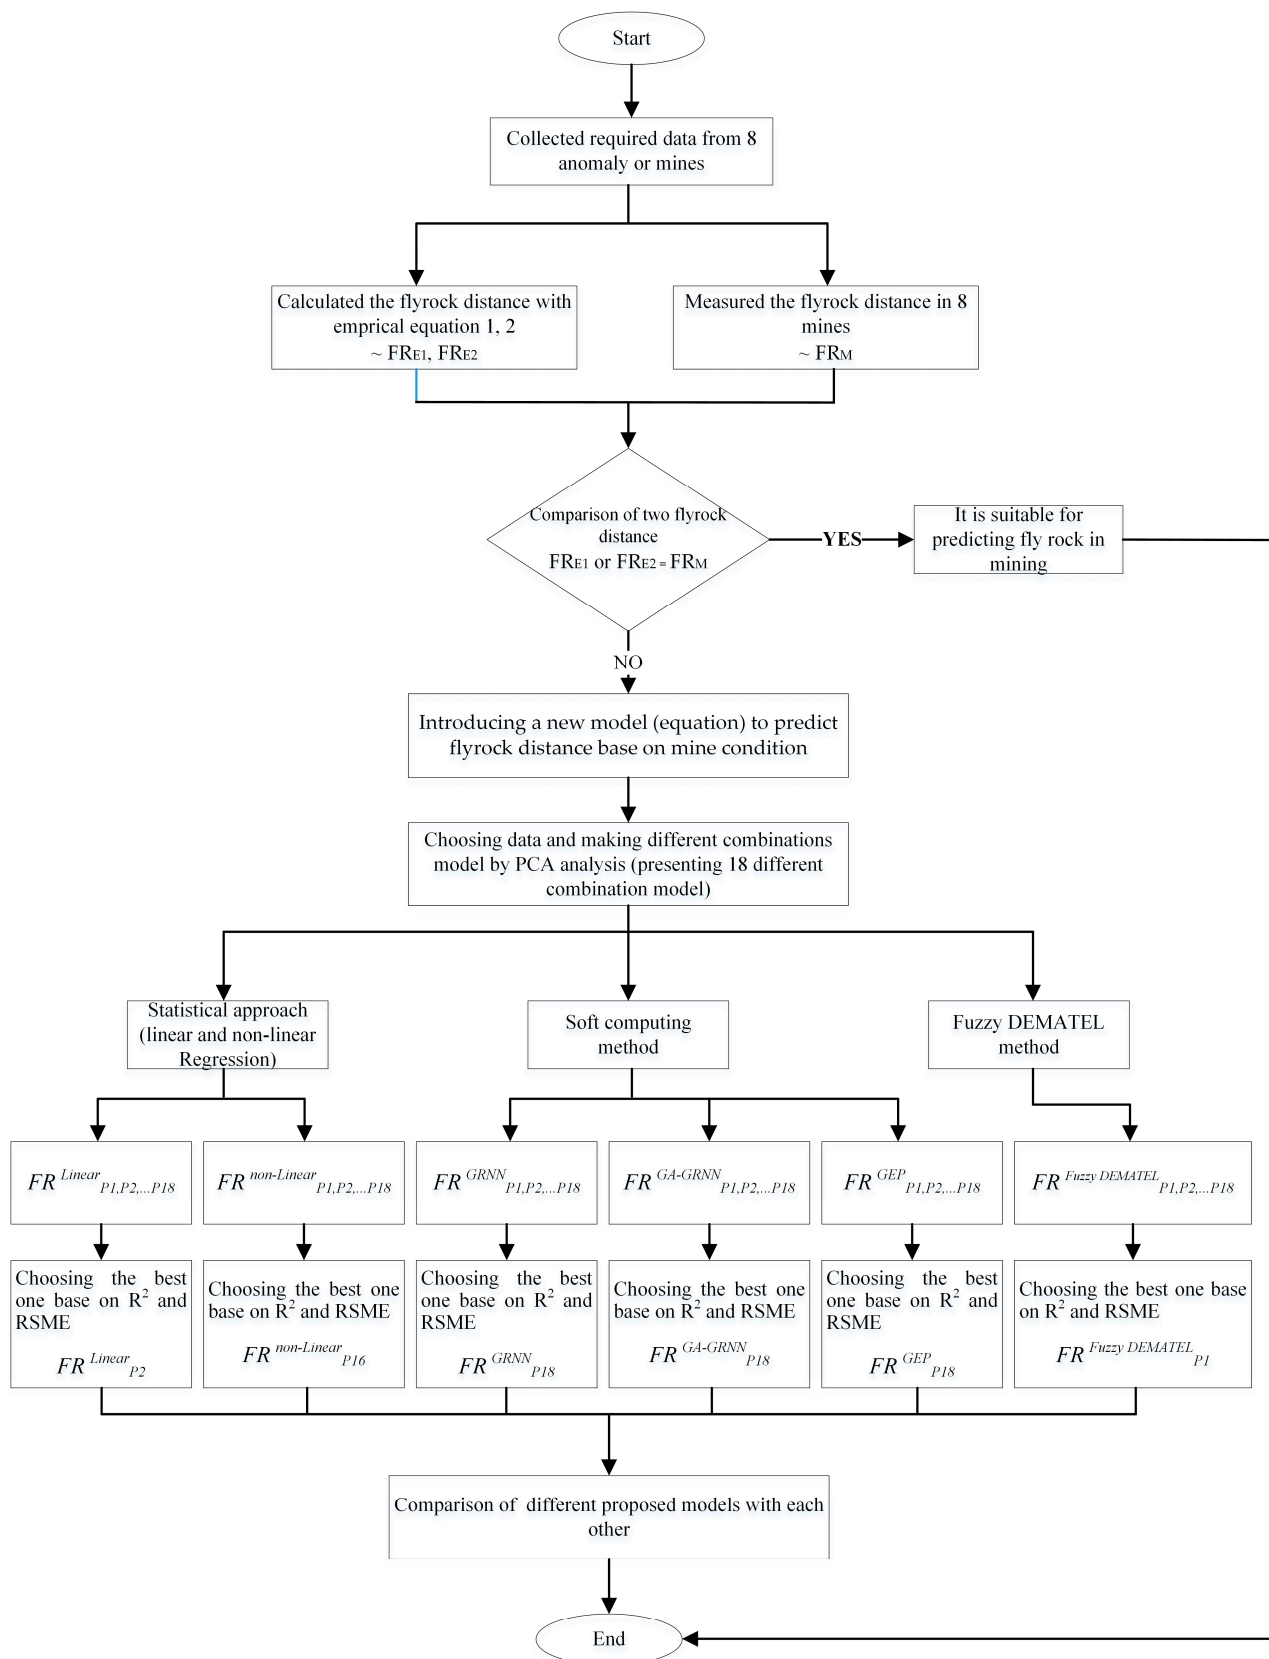 Start
Collected required data from 8
anomaly or mines
Calculated the flyrock distance with
emprical equation 1, 2
~ FRE1, FRE2
Measured the flyrock distance in 8
mines
~ FRM
Comparison of two flyrock
distance
FRE1 or FRE2 = FRM
YES
It is suitable for
predicting fly rock in
mining
NO
Introducing a new model (equation) to predict
flyrock distance base on mine condition
Choosing data and making different combinations
model by PCA analysis (presenting 18 different
combination model)
Statistical approach
(linear and non-linear
Regression)
Soft computing
method
Fuzzy DEMATEL
method
FR Linear P1,P2,...P18
FR non-Linear P1,P2,...P18
FR GRNN P1,P2,...P18
FR GA-GRNN P1,P2,...P18
FR GEP P1,P2,...P18
FR Fuzzy DEMATEL P1,P2,...P18
Choosing the best
one base on R² and
RSME
FR Linear P2
Choosing the best one
base on R² and RSME
FR non-Linear P16
Choosing the best
one base on R² and
RSME
FR GRNN P18
Choosing the best one
base on R² and RSME
FR GA-GRNN P18
Choosing the best
one base on R² and
RSME
FR GEP P18
Choosing the best one base
on R² and RSME
FR Fuzzy DEMATEL P1
Comparison of different proposed models with each
other
End